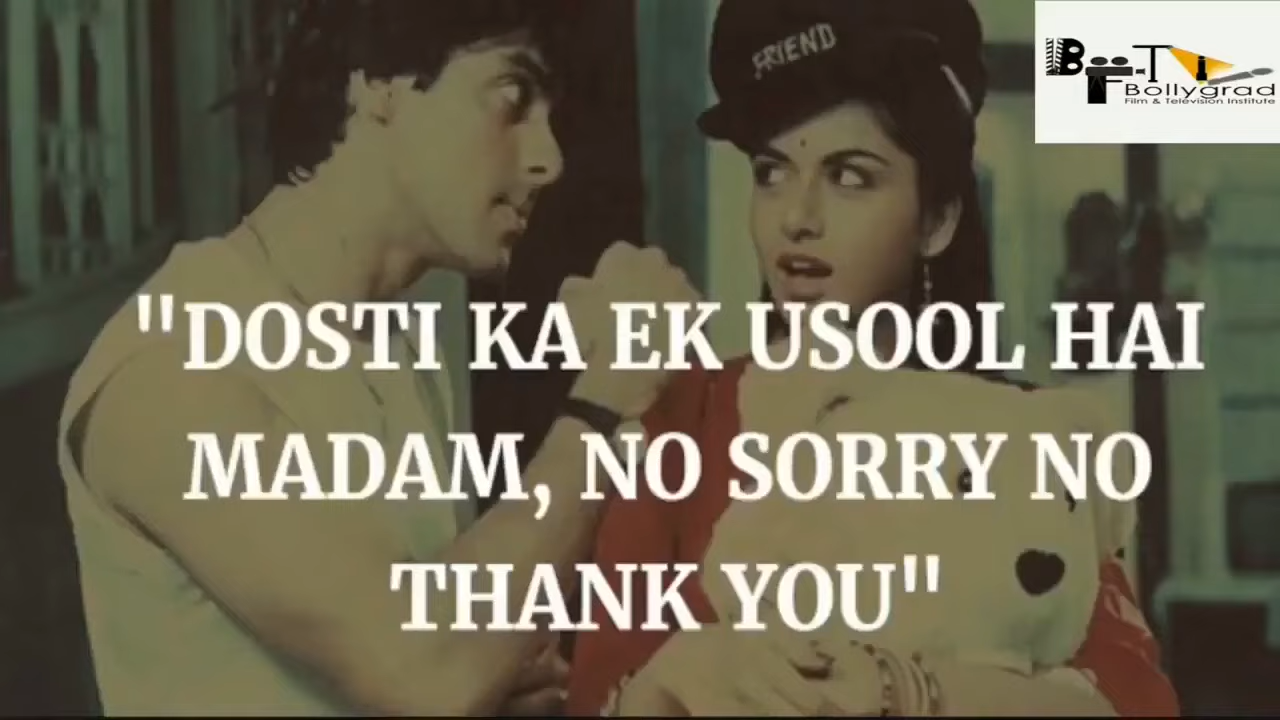 FRIEND
BFTI
Bollygrad
Film & Television Institute
"DOSTI KA EK USOOL HAI
MADAM, NO SORRY NO
THANK YOU"